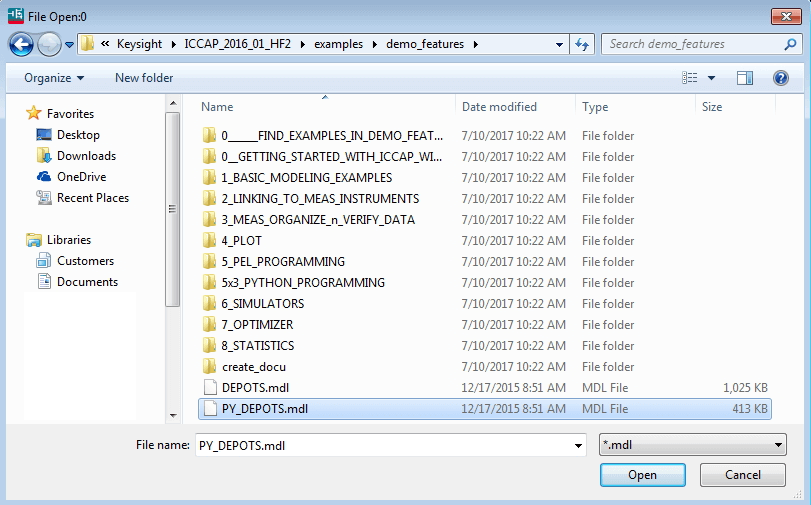 File Open:0
« Keysight ▸ ICCAP_2016_01_HF2 ▸ examples ▸ demo_features ▸ Search demo_features
Organize ▾ New folder
Name Date modified Type Size
Favorites
Desktop
Downloads
OneDrive
Recent Places
Libraries
Customers
Documents
0______FIND_EXAMPLES_IN_DEMO_FEAT... 7/10/2017 10:22 AM File folder
0__GETTING_STARTED_WITH_ICCAP_WI... 7/10/2017 10:22 AM File folder
1_BASIC_MODELING_EXAMPLES 7/10/2017 10:22 AM File folder
2_LINKING_TO_MEAS_INSTRUMENTS 7/10/2017 10:22 AM File folder
3_MEAS_ORGANIZE_n_VERIFY_DATA 7/10/2017 10:22 AM File folder
4_PLOT 7/10/2017 10:22 AM File folder
5_PEL_PROGRAMMING 7/10/2017 10:22 AM File folder
5x3_PYTHON_PROGRAMMING 7/10/2017 10:22 AM File folder
6_SIMULATORS 7/10/2017 10:22 AM File folder
7_OPTIMIZER 7/10/2017 10:22 AM File folder
8_STATISTICS 7/10/2017 10:22 AM File folder
create_docu 7/10/2017 10:22 AM File folder
DEPOTS.mdl 12/17/2015 8:51 AM MDL File 1,025 KB
PY_DEPOTS.mdl 12/17/2015 8:51 AM MDL File 413 KB
File name: PY_DEPOTS.mdl *.mdl
Open Cancel